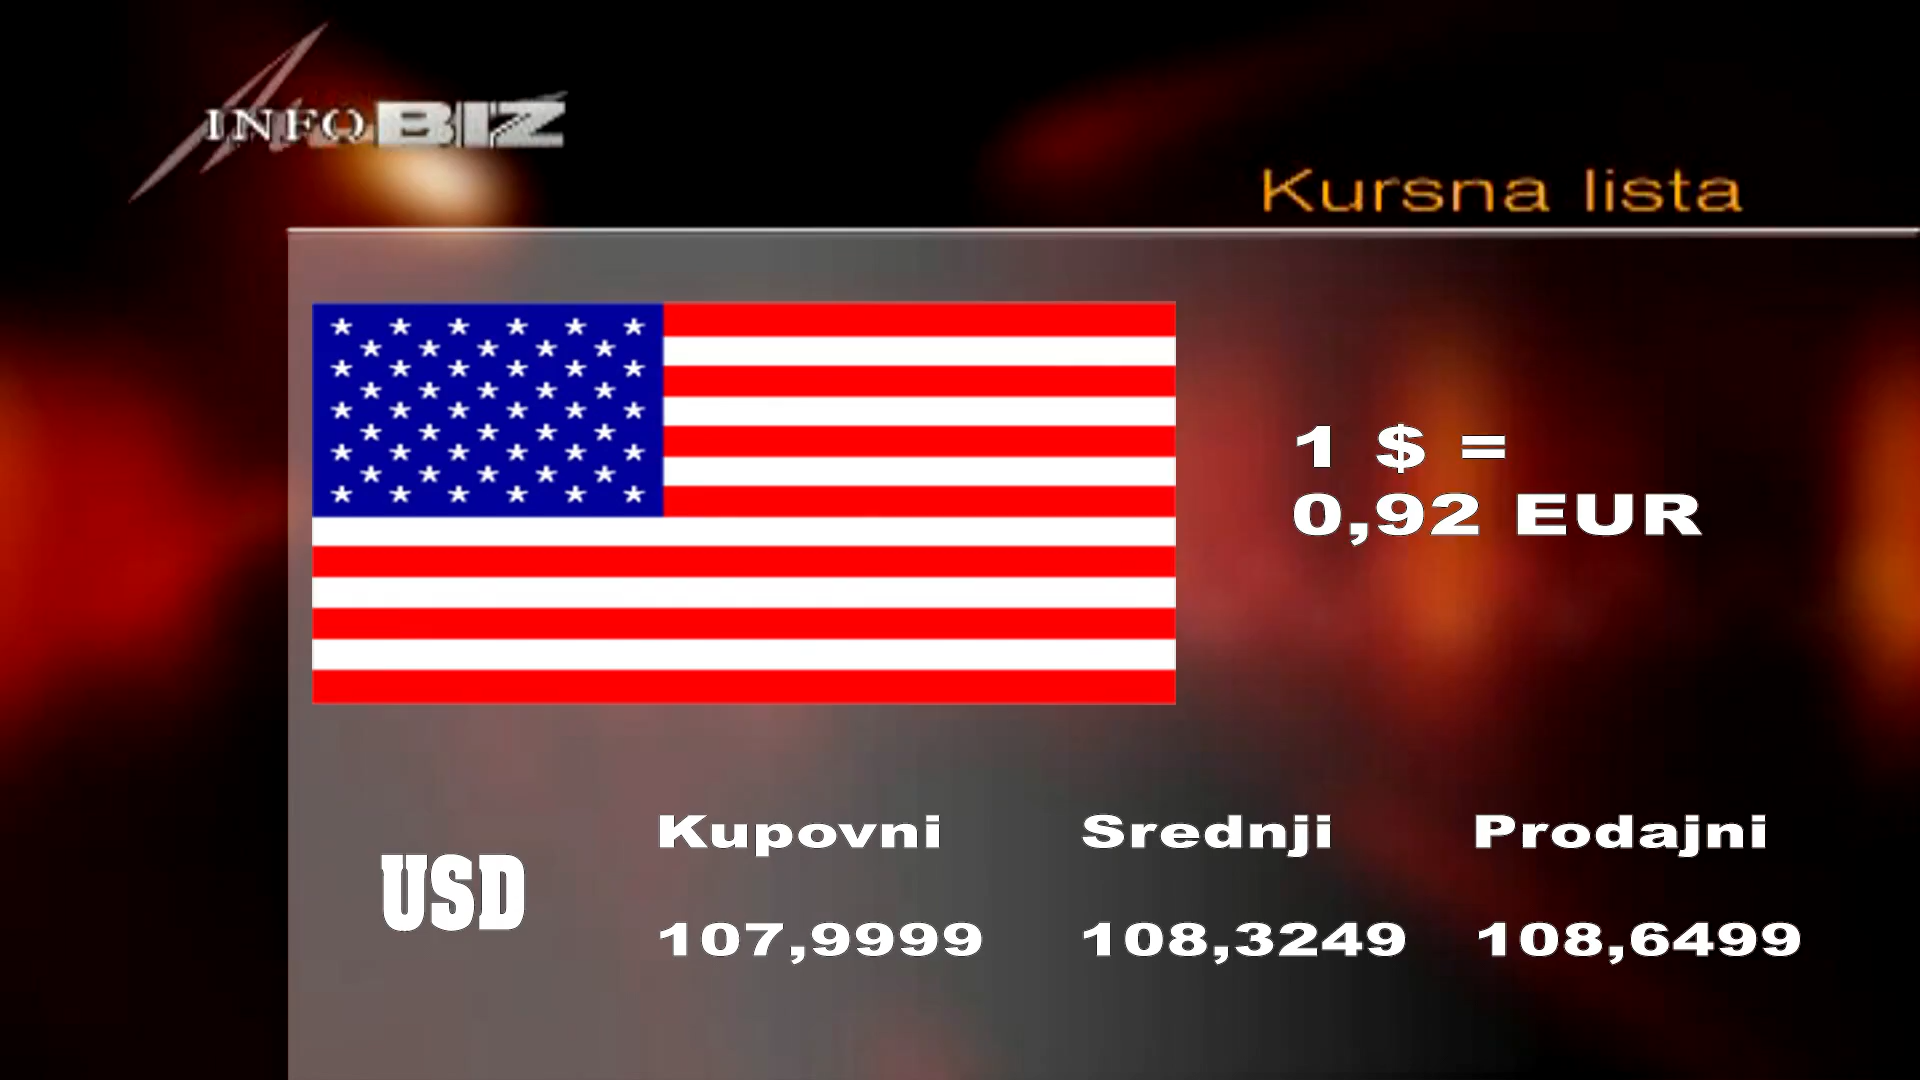 INFO BIZ
Kursna lista
1 $ =
0,92 EUR
USD
Kupovni Srednji Prodajni
107,9999 108,3249 108,6499